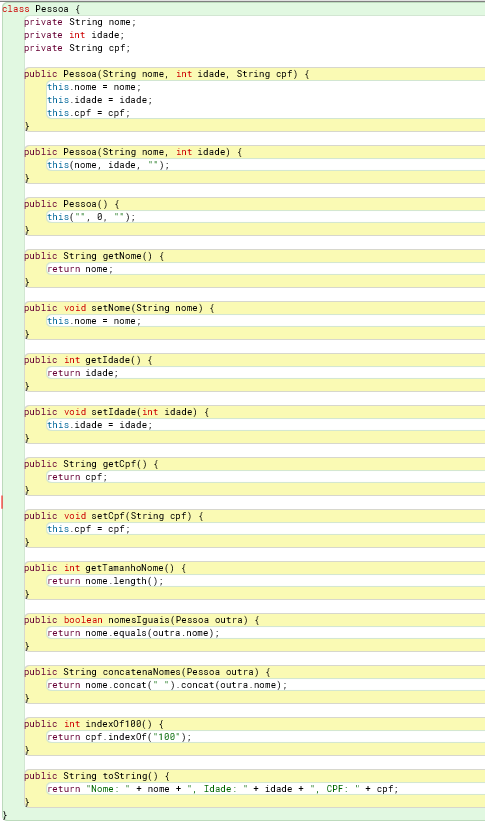 class Pessoa {
    private String nome;
    private int idade;
    private String cpf;

    public Pessoa(String nome, int idade, String cpf) {
        this.nome = nome;
        this.idade = idade;
        this.cpf = cpf;
    }

    public Pessoa(String nome, int idade) {
        this(nome, idade, "");
    }

    public Pessoa() {
        this("", 0, "");
    }

    public String getNome() {
        return nome;
    }

    public void setNome(String nome) {
        this.nome = nome;
    }

    public int getIdade() {
        return idade;
    }

    public void setIdade(int idade) {
        this.idade = idade;
    }

    public String getCpf() {
        return cpf;
    }

    public void setCpf(String cpf) {
        this.cpf = cpf;
    }

    public int getTamanhoNome() {
        return nome.length();
    }

    public boolean nomesIguais(Pessoa outra) {
        return nome.equals(outra.nome);
    }

    public String concatenaNomes(Pessoa outra) {
        return nome.concat(" ").concat(outra.nome);
    }

    public int indexOf100() {
        return cpf.indexOf("100");
    }

    public String toString() {
        return "Nome: " + nome + ", Idade: " + idade + ", CPF: " + cpf;
    }
}